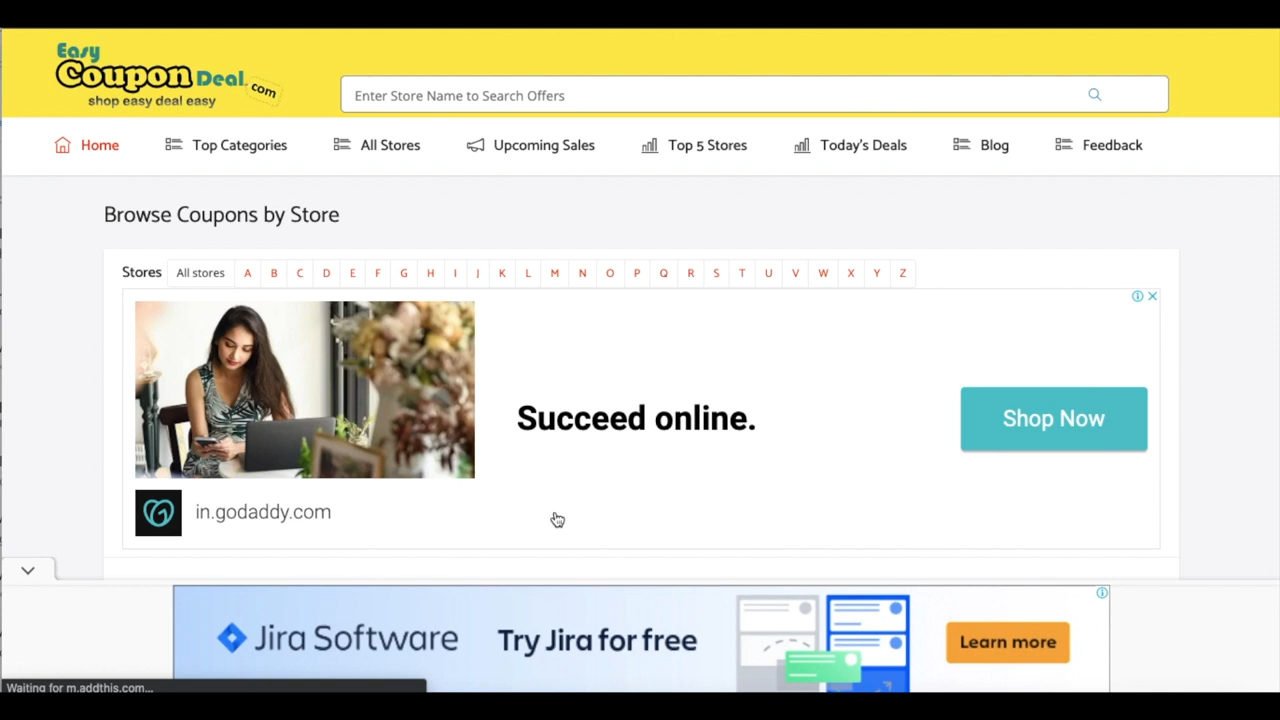 Easy
Coupon Deal.com
shop easy deal easy
Enter Store Name to Search Offers
Home Top Categories All Stores Upcoming Sales Top 5 Stores Today's Deals Blog Feedback
Browse Coupons by Store
Stores All stores A B C D E F G H I J K L M N O P Q R S T U V W X Y Z
Succeed online.
Shop Now
in.godaddy.com
Jira Software Try Jira for free Learn more
Waiting for m.addthis.com...